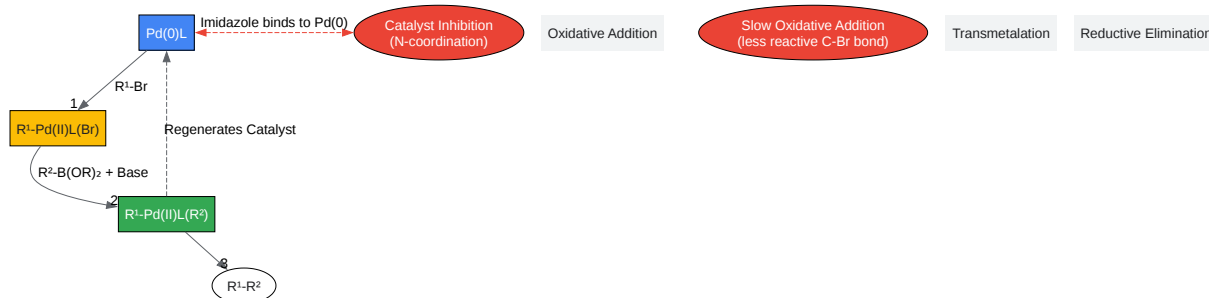 Pd(0)L
Imidazole binds to Pd(0)
Catalyst Inhibition
(N-coordination)
Oxidative Addition
Slow Oxidative Addition
(less reactive C-Br bond)
Transmetalation
Reductive Elimination
R¹-Br
1
R¹-Pd(II)L(Br)
Regenerates Catalyst
R²-B(OR)₂ + Base
2
R¹-Pd(II)L(R²)
3
R¹-R²